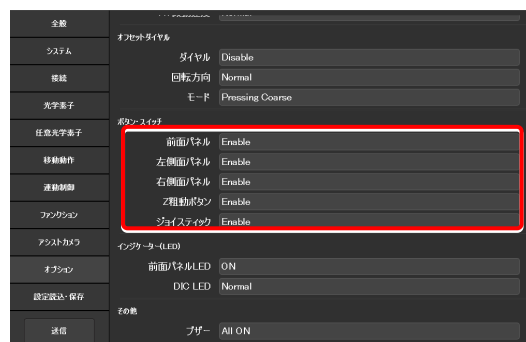 全般
システム
接続
光学素子
任意光学素子
移動動作
連動制御
ファンクション
アシストカメラ
オプション
設定読込・保存
送信
オフセットダイヤル
ダイヤル Disable
回転方向 Normal
モード Pressing Coarse
ボタン・スイッチ
前面パネル Enable
左側面パネル Enable
右側面パネル Enable
Z粗動ボタン Enable
ジョイスティック Enable
インジケーター(LED)
前面パネルLED ON
DIC LED Normal
その他
ブザー All ON